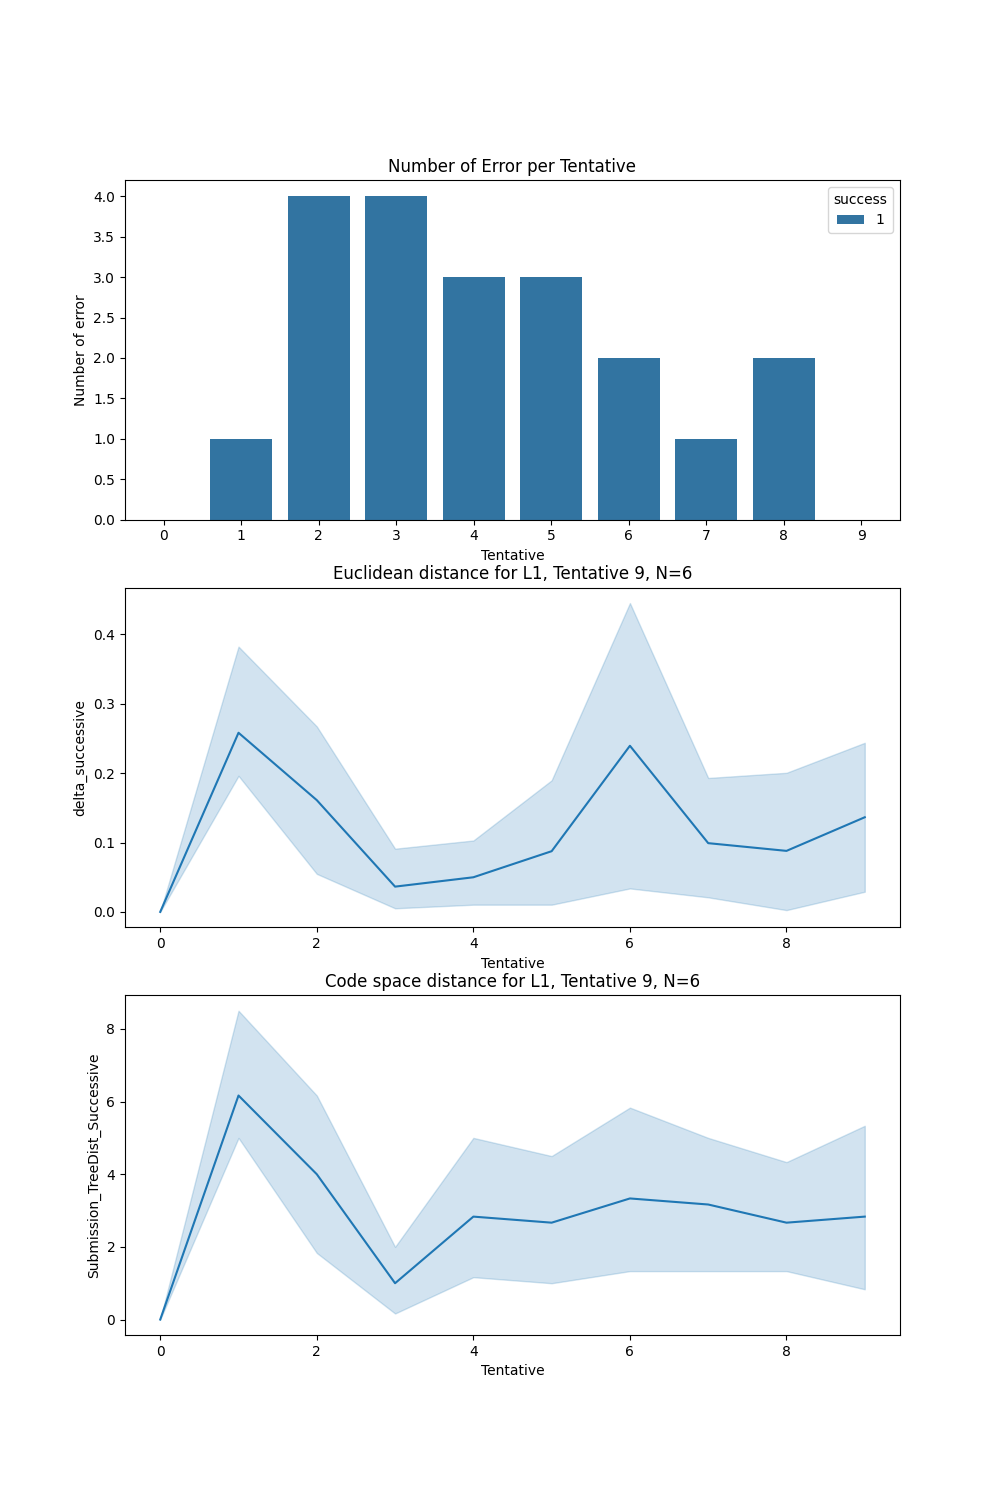 Number of Error per Tentative
success
1
Number of error
4.0
3.5
3.0
2.5
2.0
1.5
1.0
0.5
0.0
0 1 2 3 4 5 6 7 8 9
Tentative
Euclidean distance for L1, Tentative 9, N=6
delta_successive
0.4
0.3
0.2
0.1
0.0
0 2 4 6 8
Tentative
Code space distance for L1, Tentative 9, N=6
Submission_TreeDist_Successive
8
6
4
2
0
0 2 4 6 8
Tentative